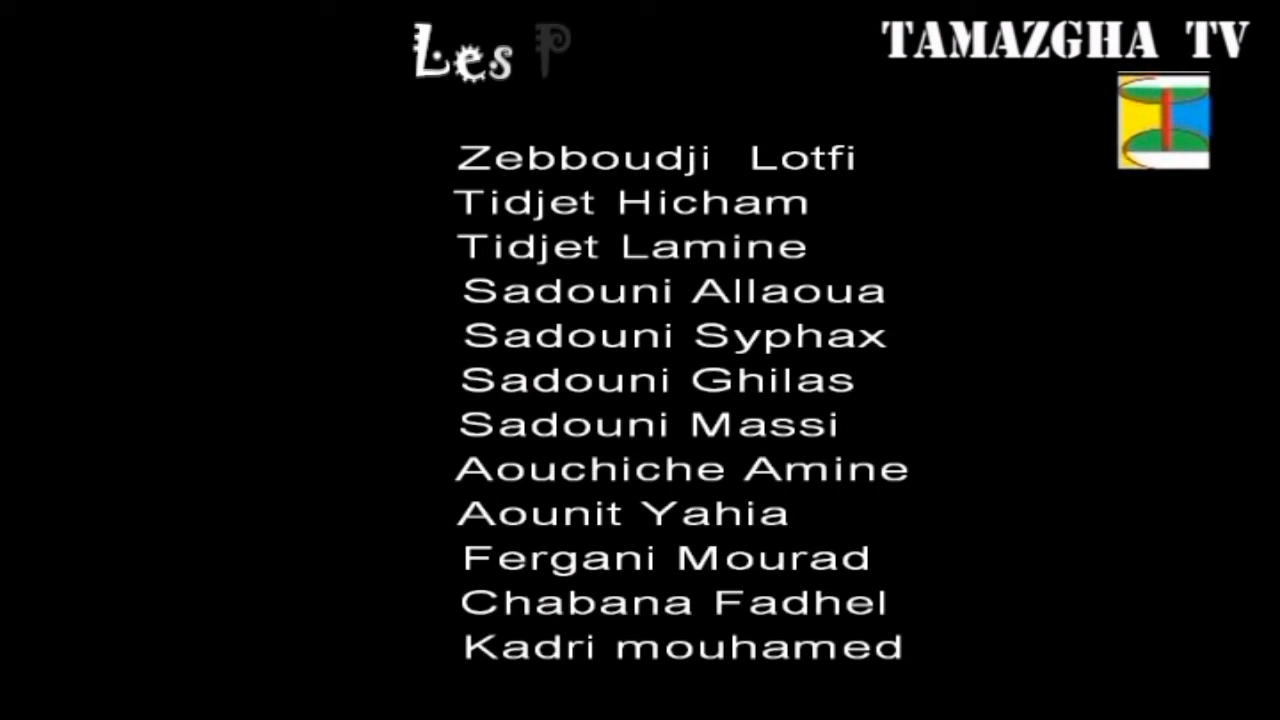 Les P
TAMAZGHA TV
Zebboudji Lotfi
Tidjet Hicham
Tidjet Lamine
Sadouni Allaoua
Sadouni Syphax
Sadouni Ghilas
Sadouni Massi
Aouchiche Amine
Aounit Yahia
Fergani Mourad
Chabana Fadhel
Kadri mouhamed